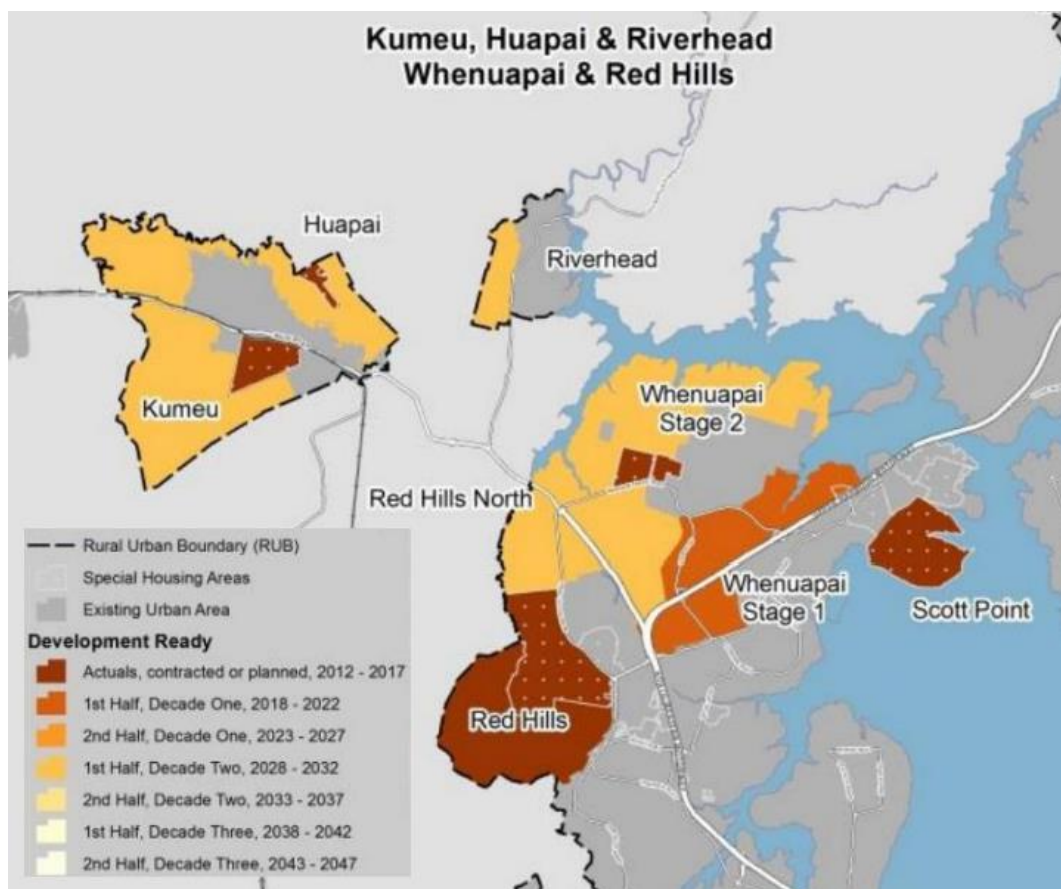 Kumeu, Huapai & Riverhead
Whenuapai & Red Hills
Huapai
Riverhead
Kumeu
Whenuapai
Stage 2
Red Hills North
Whenuapai
Stage 1
Scott Point
Red Hills
Rural Urban Boundary (RUB)
Special Housing Areas
Existing Urban Area
Development Ready
Actuals, contracted or planned, 2012 - 2017
1st Half, Decade One, 2018 - 2022
2nd Half, Decade One, 2023 - 2027
1st Half, Decade Two, 2028 - 2032
2nd Half, Decade Two, 2033 - 2037
1st Half, Decade Three, 2038 - 2042
2nd Half, Decade Three, 2043 - 2047